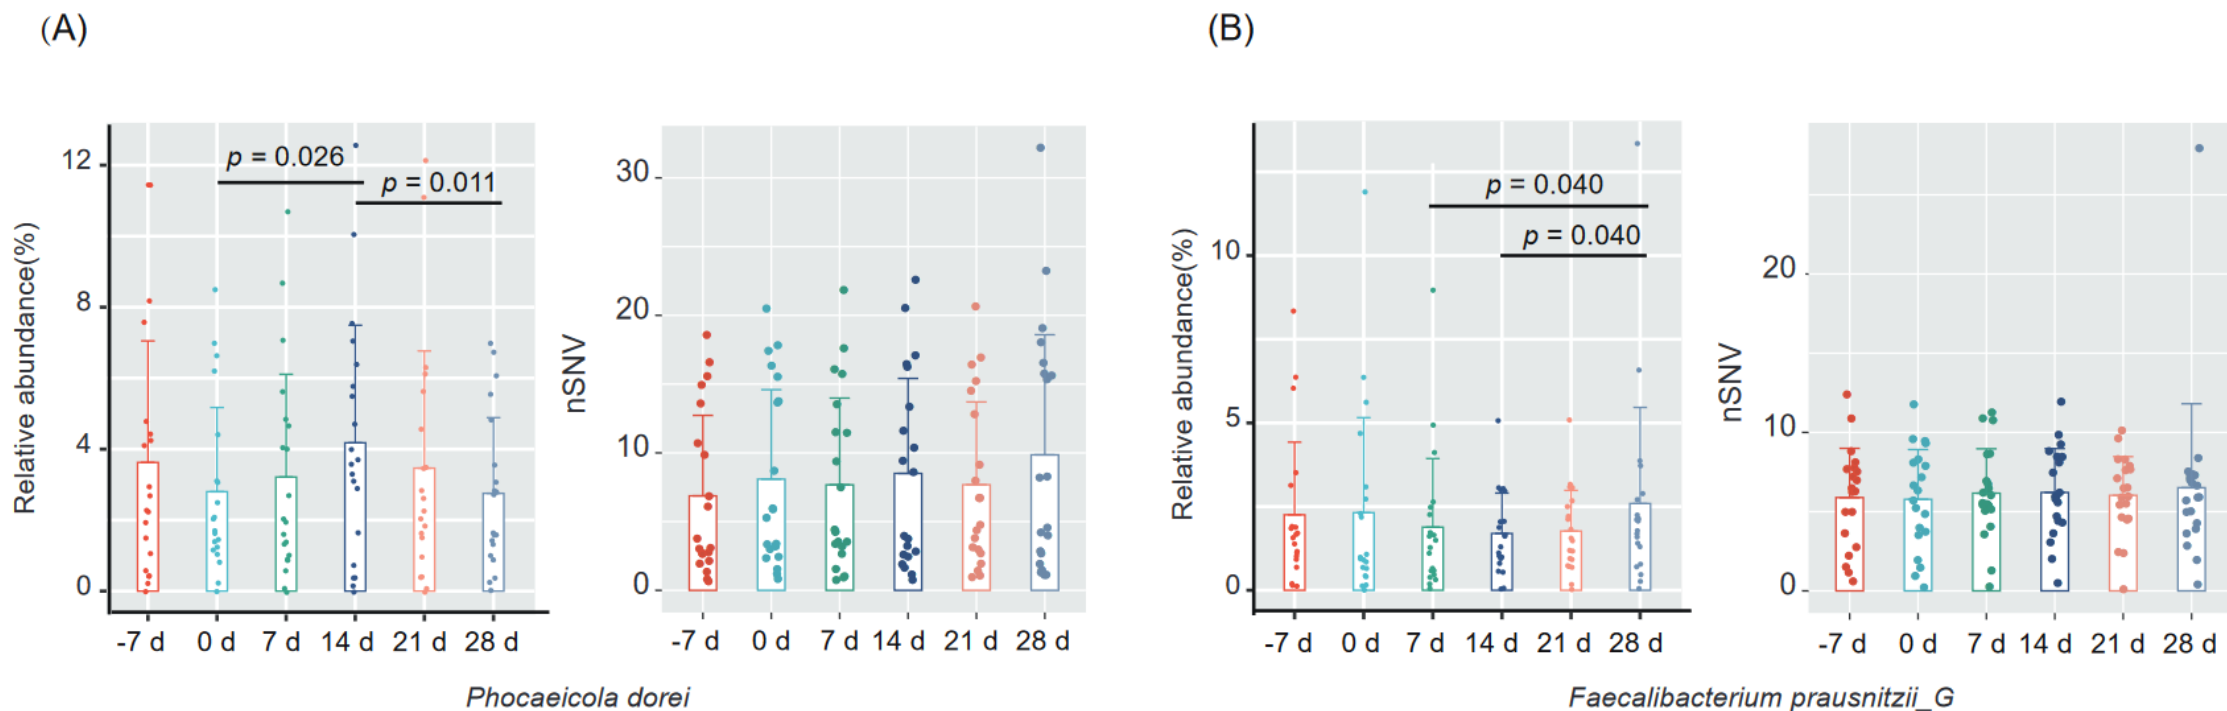 (A)
(B)
Relative abundance(%)
12
8
4
0
p = 0.026
p = 0.011
-7 d 0 d 7 d 14 d 21 d 28 d
nSNV
30
20
10
0
-7 d 0 d 7 d 14 d 21 d 28 d
Phocaeicola dorei
Relative abundance(%)
10
5
0
p = 0.040
p = 0.040
-7 d 0 d 7 d 14 d 21 d 28 d
nSNV
20
10
0
-7 d 0 d 7 d 14 d 21 d 28 d
Faecalibacterium prausnitzii_G